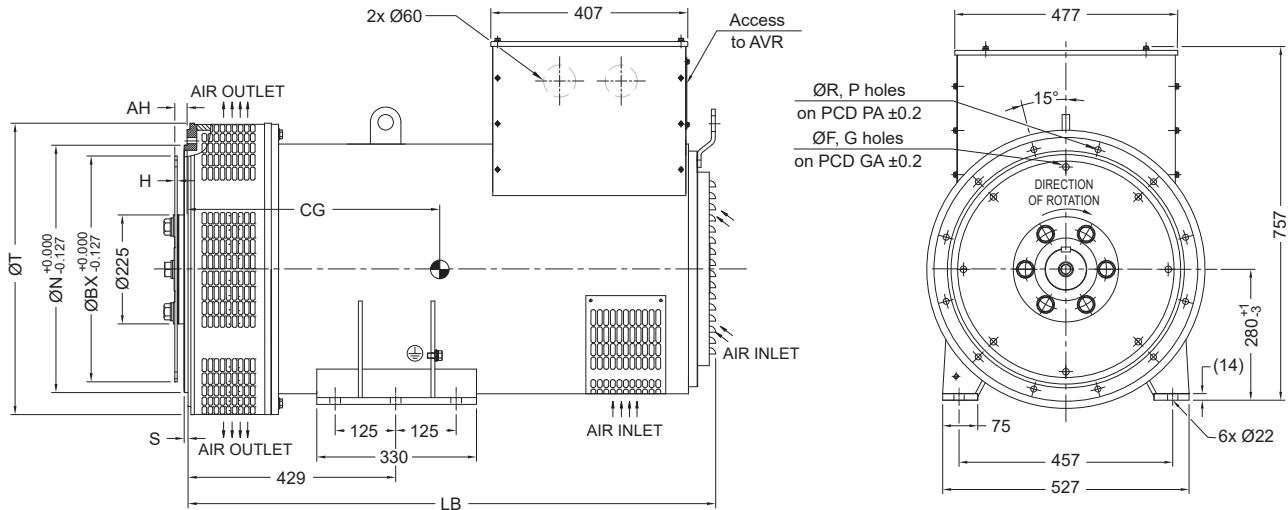 407
2x Ø60
Access
to AVR
AIR OUTLET
AH
H
CG
ØT
ØN +0.000 -0.127
ØBX +0.000 -0.127
Ø225
S
AIR OUTLET
125
125
330
429
LB
AIR INLET
AIR INLET
477
ØR, P holes
on PCD PA ±0.2
ØF, G holes
on PCD GA ±0.2
15°
DIRECTION
OF ROTATION
757
280 +1 -3
(14)
75
6x Ø22
457
527